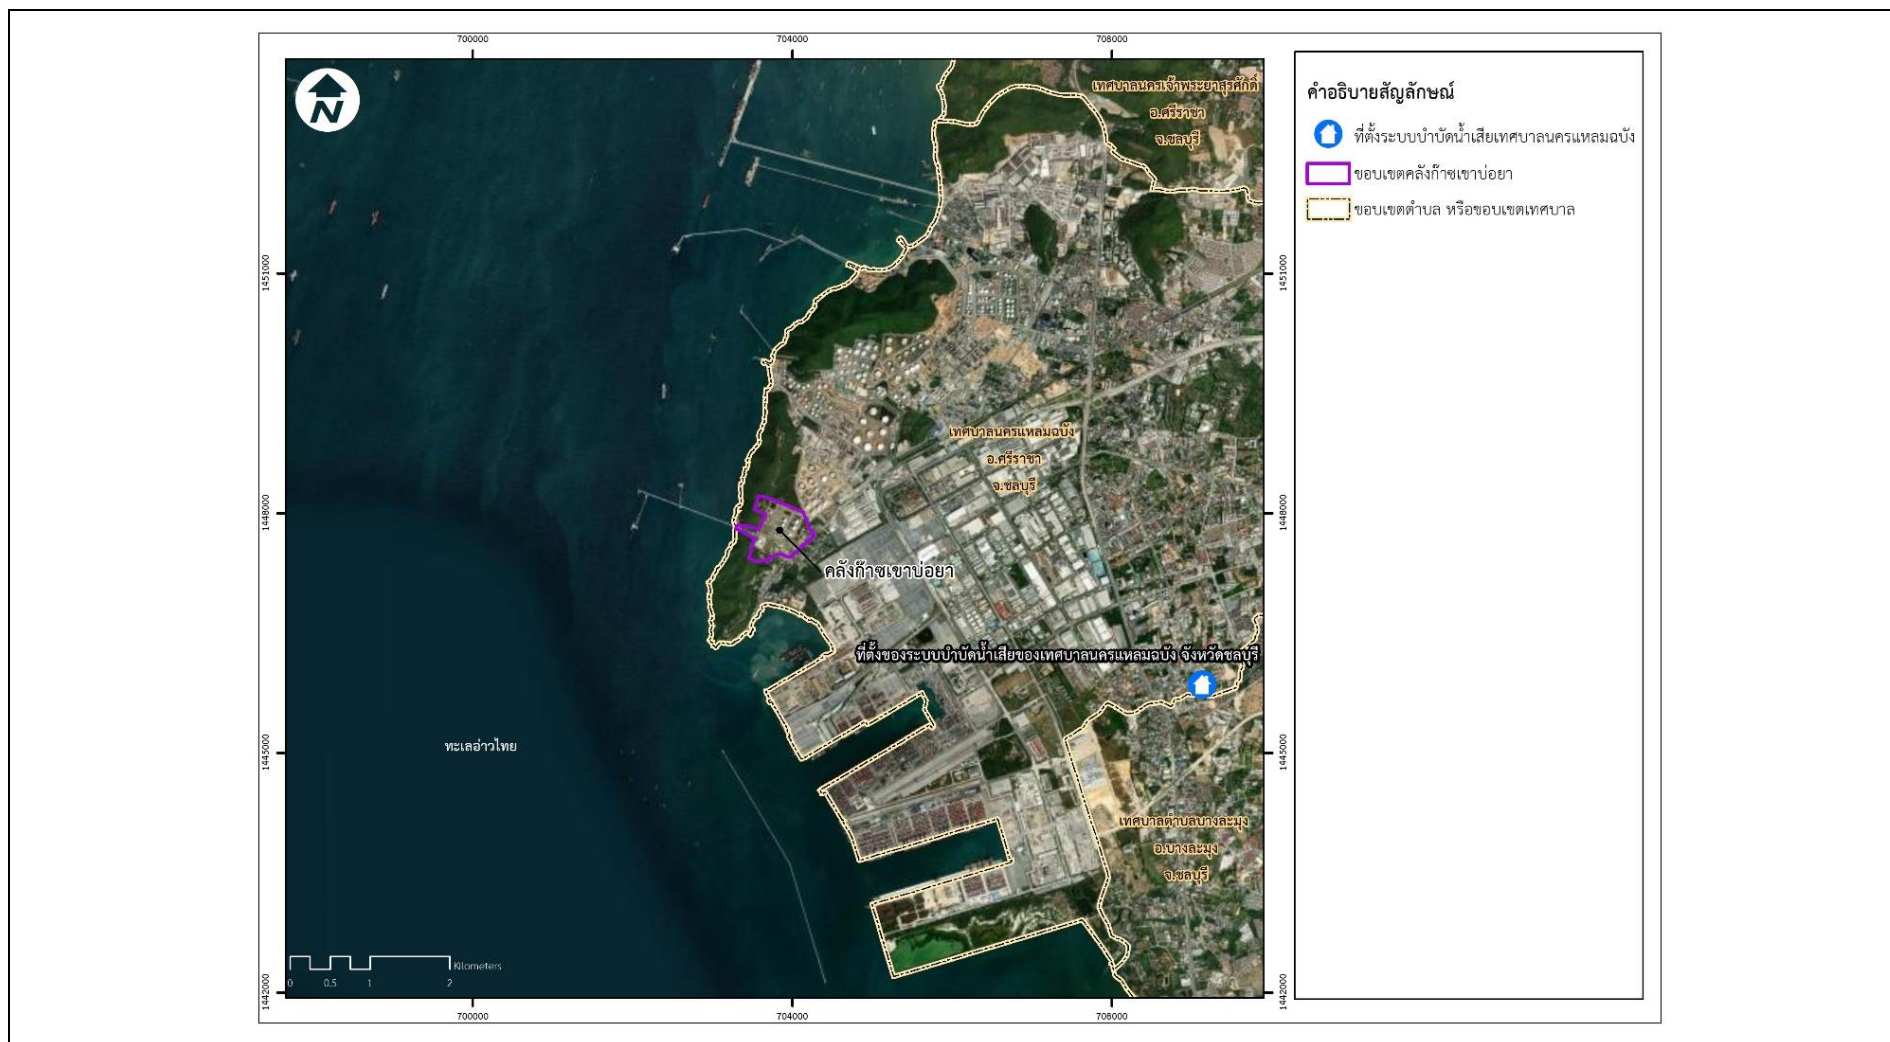 700000
704000
708000
N
เทศบาลนครเจ้าพระยาสุรศักดิ์
อ.ศรีราชา
จ.ชลบุรี
คำอธิบายสัญลักษณ์
ที่ตั้งระบบบำบัดน้ำเสียเทศบาลนครแหลมฉบัง
ขอบเขตคลังก๊าซเขาบ่อยา
ขอบเขตตำบล หรือขอบเขตเทศบาล
1451000
1451000
เทศบาลนครแหลมฉบัง
อ.ศรีราชา
จ.ชลบุรี
1448000
1448000
คลังก๊าซเขาบ่อยา
ที่ตั้งของระบบบำบัดน้ำเสียของเทศบาลนครแหลมฉบัง จังหวัดชลบุรี
ทะเลอ่าวไทย
1445000
1445000
เทศบาลตำบลบางละมุง
อ.บางละมุง
จ.ชลบุรี
Kilometers
0 0.5 1 2
1442000
1442000
700000
704000
708000